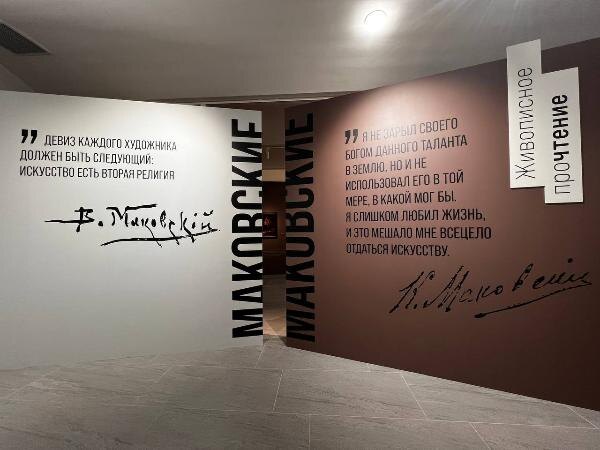 ” ДЕВИЗ КАЖДОГО ХУДОЖНИКА
ДОЛЖЕН БЫТЬ СЛЕДУЮЩИЙ:
ИСКУССТВО ЕСТЬ ВТОРАЯ РЕЛИГИЯ
В. Маковскій
МАКОВСКИЕ
МАКОВСКИЕ
” Я НЕ ЗАРЫЛ СВОЕГО
БОГОМ ДАННОГО ТАЛАНТА
В ЗЕМЛЮ, НО И НЕ
ИСПОЛЬЗОВАЛ ЕГО В ТОЙ
МЕРЕ, В КАКОЙ МОГ БЫ.
Я СЛИШКОМ ЛЮБИЛ ЖИЗНЬ,
И ЭТО МЕШАЛО МНЕ ВСЕЦЕЛО
ОТДАТЬСЯ ИСКУССТВУ.
К. Маковскій
Живописное
прочтение